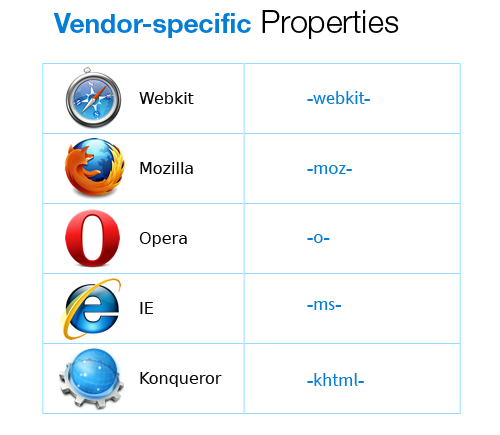 Vendor-specific Properties
Webkit -webkit-
Mozilla -moz-
Opera -o-
IE -ms-
Konqueror -khtml-